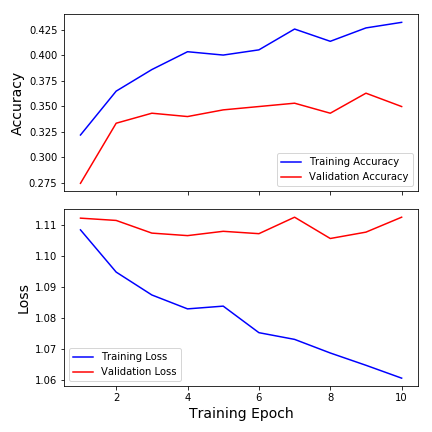 0.425
0.400
0.375
0.350
0.325
0.300
0.275
Accuracy
Training Accuracy
Validation Accuracy
1.11
1.10
1.09
1.08
1.07
1.06
Loss
Training Loss
Validation Loss
2 4 6 8 10
Training Epoch